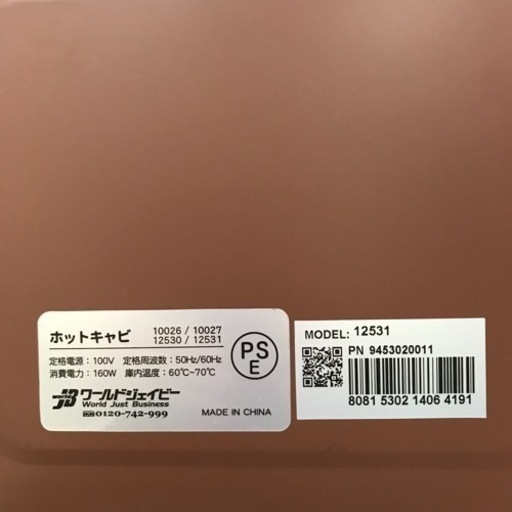 ホットキャビ
10026 / 10027
12530 / 12531
定格電源：100V 定格周波数：50Hz/60Hz
消費電力：160W 庫内温度：60℃~70℃
PS
E
JB ワールドジェイビー
World Just Business
0120-742-999
MADE IN CHINA
MODEL: 12531
PN 9453020011
8081 5302 1406 4191